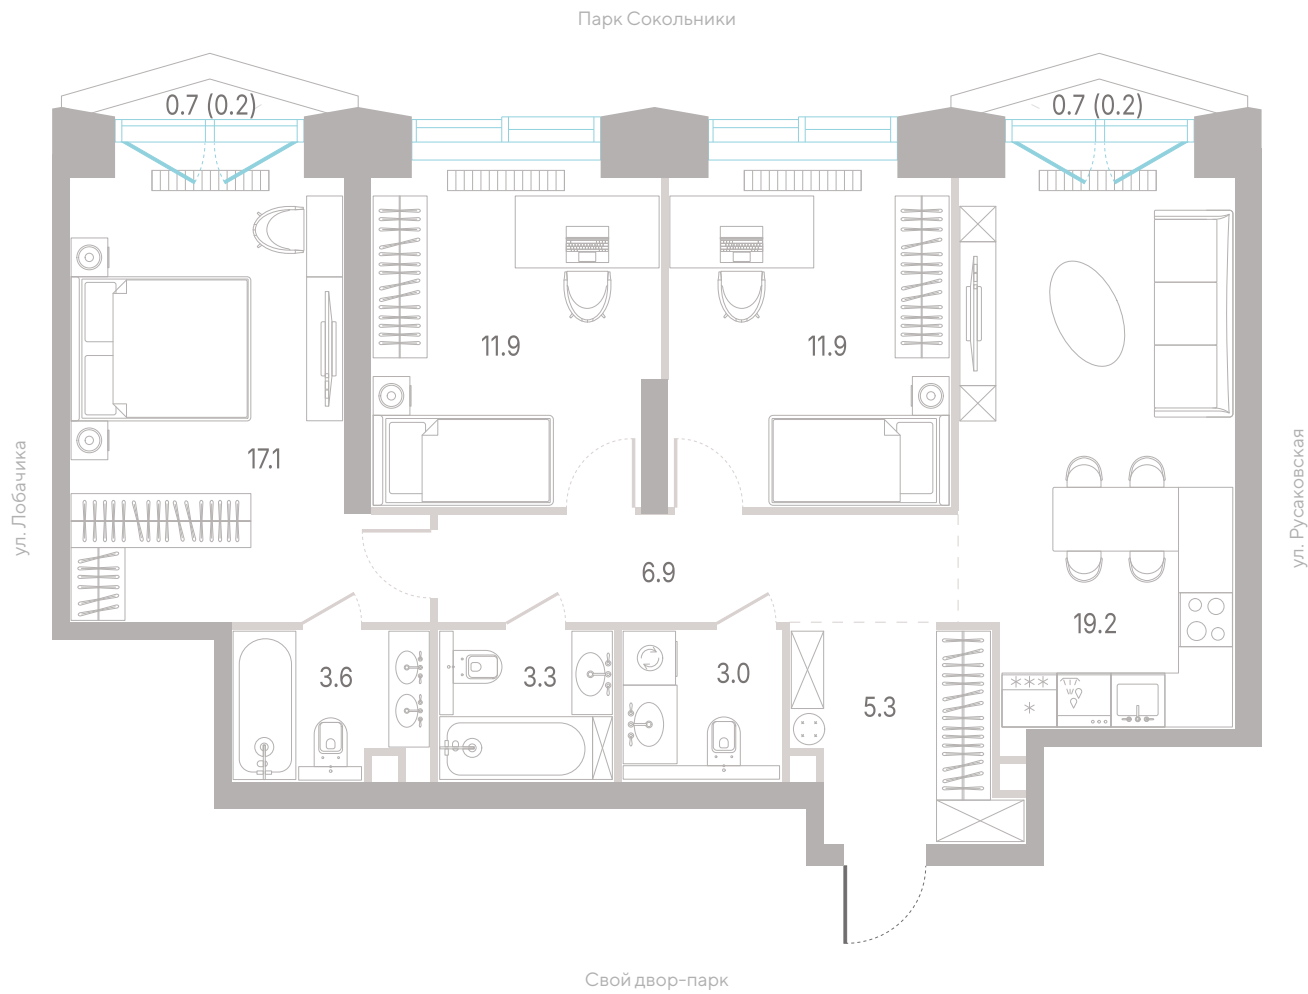 Парк Сокольники
0.7 (0.2)
0.7 (0.2)
11.9
11.9
17.1
ул. Лобачика
ул. Русаковская
6.9
19.2
3.6
3.3
3.0
5.3
Свой двор-парк